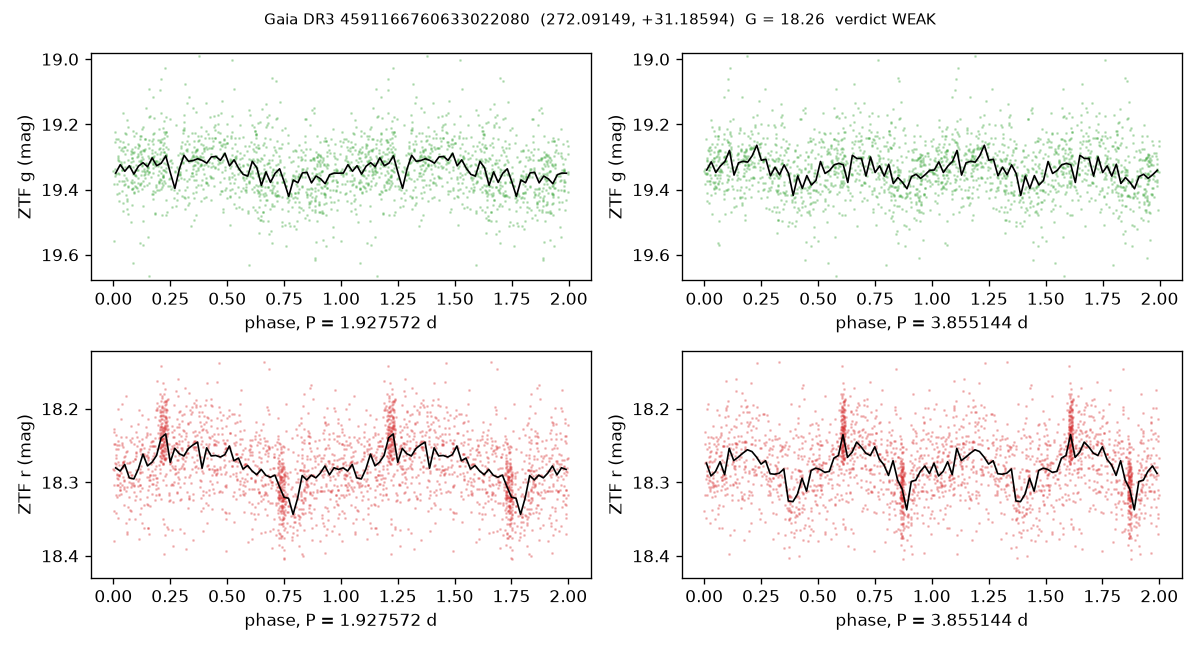 Gaia DR3 4591166760633022080 (272.09149, +31.18594) G = 18.26 verdict WEAK
ZTF g (mag)
19.0
19.2
19.4
19.6
0.00 0.25 0.50 0.75 1.00 1.25 1.50 1.75 2.00
phase, P = 1.927572 d
ZTF g (mag)
19.0
19.2
19.4
19.6
0.00 0.25 0.50 0.75 1.00 1.25 1.50 1.75 2.00
phase, P = 3.855144 d
ZTF r (mag)
18.2
18.3
18.4
0.00 0.25 0.50 0.75 1.00 1.25 1.50 1.75 2.00
phase, P = 1.927572 d
ZTF r (mag)
18.2
18.3
18.4
0.00 0.25 0.50 0.75 1.00 1.25 1.50 1.75 2.00
phase, P = 3.855144 d